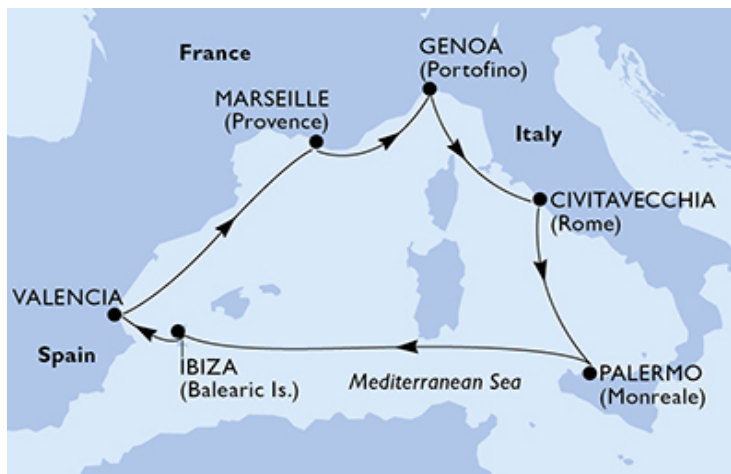 GENOA
(Portofino)
France
MARSEILLE
(Provence)
Italy
CIVITAVECCHIA
(Rome)
VALENCIA
Spain
IBIZA
(Balearic Is.)
Mediterranean Sea
PALERMO
(Monreale)